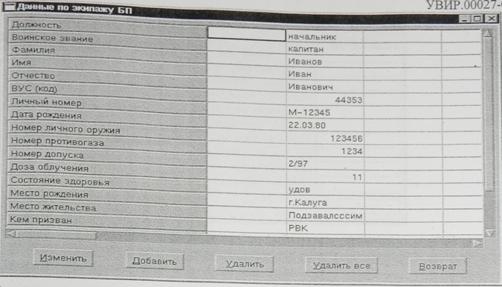 УВИР.00027-
Данные по экипажу БП
Должность
Воинское звание начальник
Фамилия капитан
Имя Иванов
Отчество Иван
ВУС (код) Иванович
Личный номер 44353
Дата рождения М-12345
Номер личного оружия 22.03.80
Номер противогаза 123456
Номер допуска 1234
Доза облучения 2/97
Состояние здоровья 11
Место рождения удов
Место жительства г.Калуга
Кем призван Подзавалсссим
РВК
Изменить Добавить Удалить Удалить все Возврат